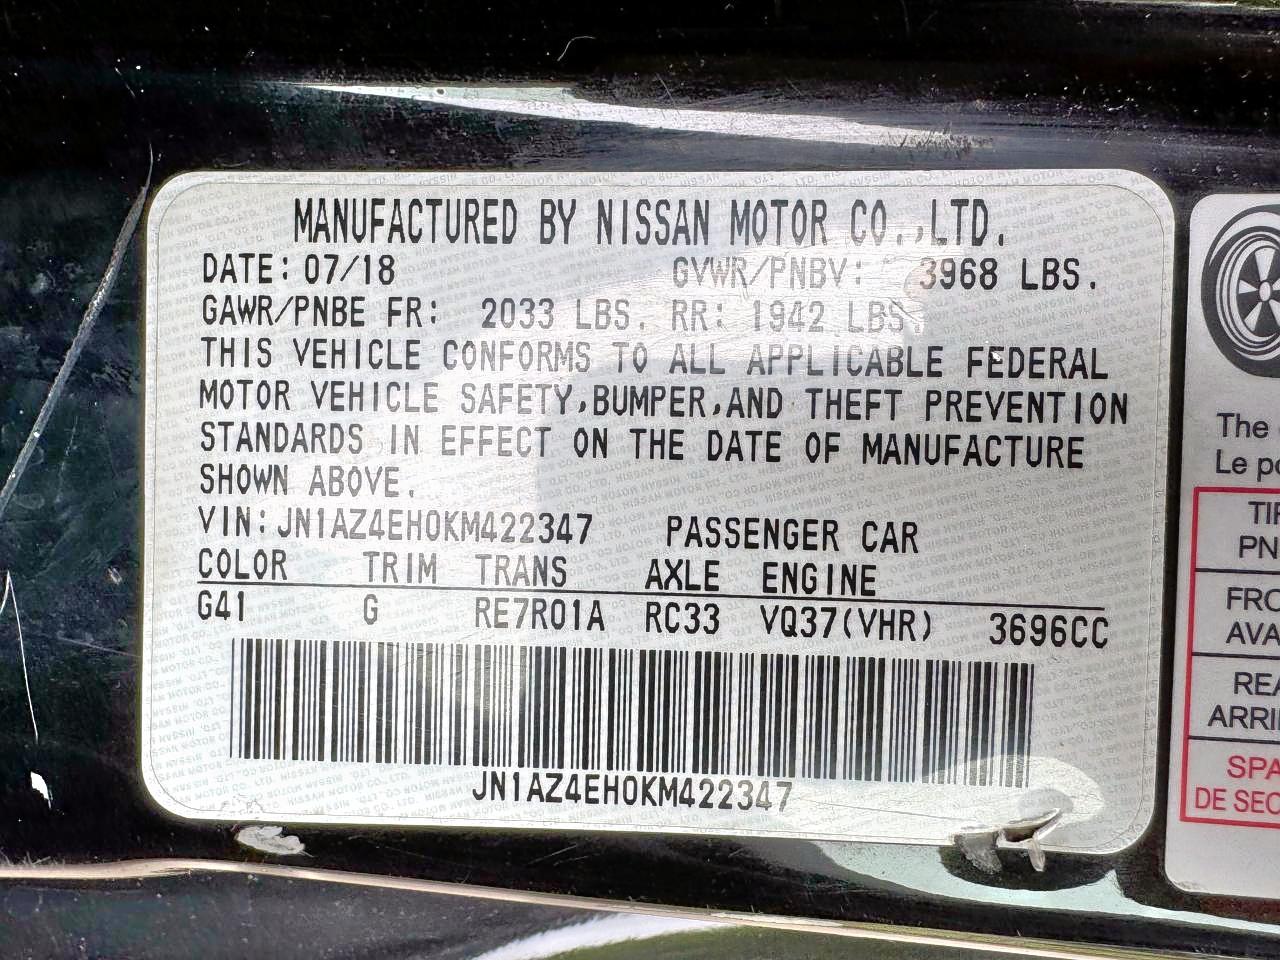 MANUFACTURED BY NISSAN MOTOR CO.,LTD.
DATE: 07/18 GVWR/PNBV: 3968 LBS.
GAWR/PNBE FR: 2033 LBS. RR: 1942 LBS.
THIS VEHICLE CONFORMS TO ALL APPLICABLE FEDERAL
MOTOR VEHICLE SAFETY,BUMPER,AND THEFT PREVENTION
STANDARDS IN EFFECT ON THE DATE OF MANUFACTURE
SHOWN ABOVE.
VIN: JN1AZ4EH0KM422347 PASSENGER CAR
COLOR TRIM TRANS AXLE ENGINE
G41 G RE7R01A RC33 VQ37(VHR) 3696CC
JN1AZ4EH0KM422347
The
Le
DE